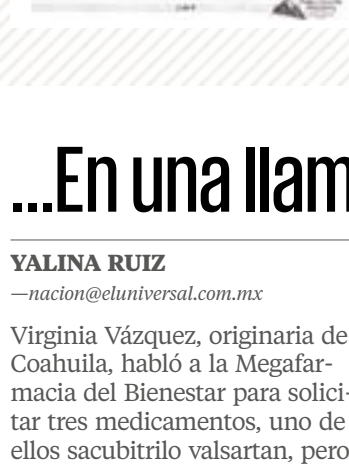 ...En una llam
YALINA RUIZ
—nacion@eluniversal.com.mx
Virginia Vázquez, originaria de
Coahuila, habló a la Megafar-
macia del Bienestar para solici-
tar tres medicamentos, uno de
ellos sacubitrilo valsartan, pero